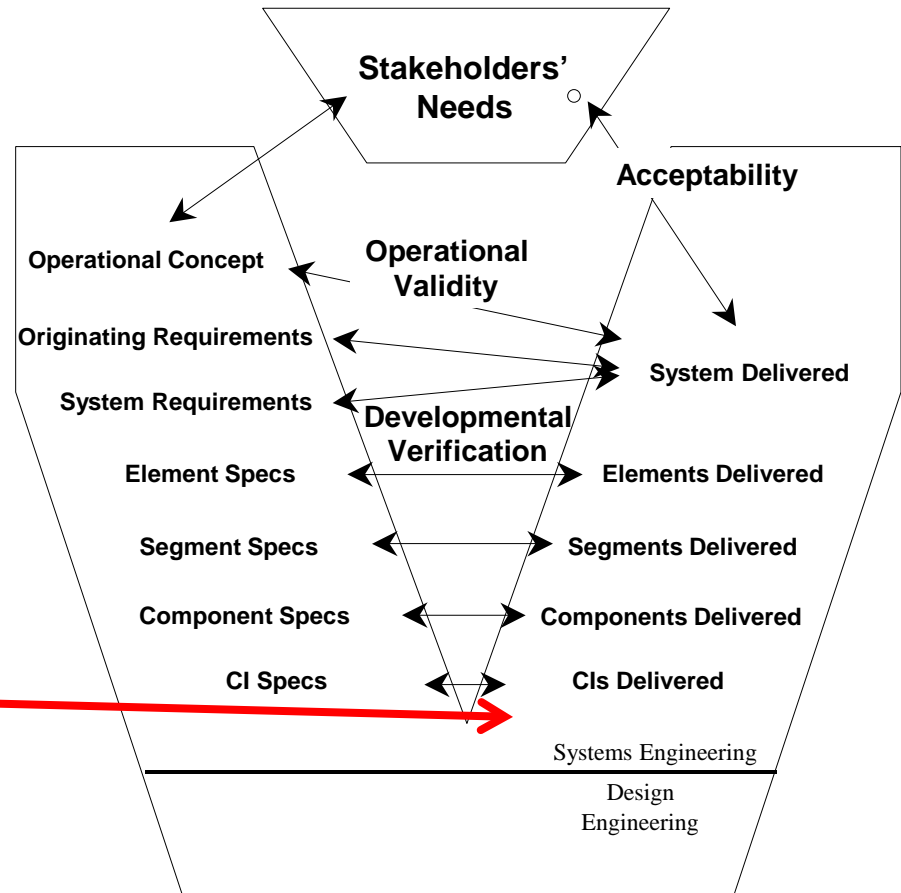 Stakeholders’
Needs
Acceptability
Operational Concept
Operational
Validity
Originating Requirements
System Delivered
System Requirements
Developmental
Verification
Element Specs
Elements Delivered
Segment Specs
Segments Delivered
Component Specs
Components Delivered
CI Specs
CIs Delivered
Systems Engineering
Design
Engineering